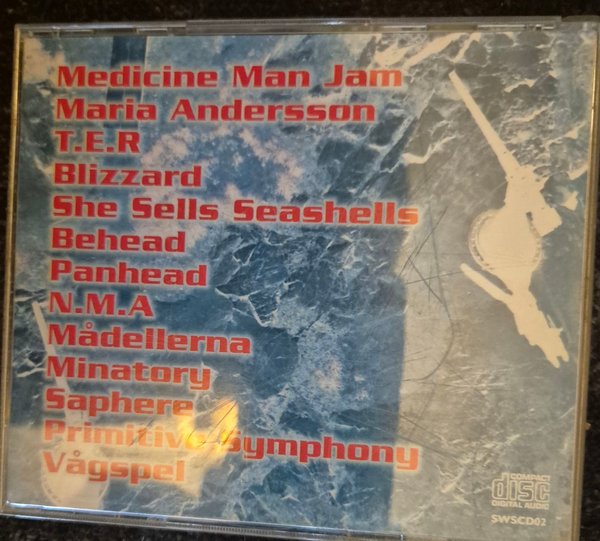 Medicine Man Jam
Maria Andersson
T.E.R
Blizzard
She Sells Seashells
Behead
Panhead
N.M.A
Mådellerna
Minatory
Saphere
Primitive Symphony
Vågspel
COMPACT
disc
DIGITAL AUDIO
SWSCD02